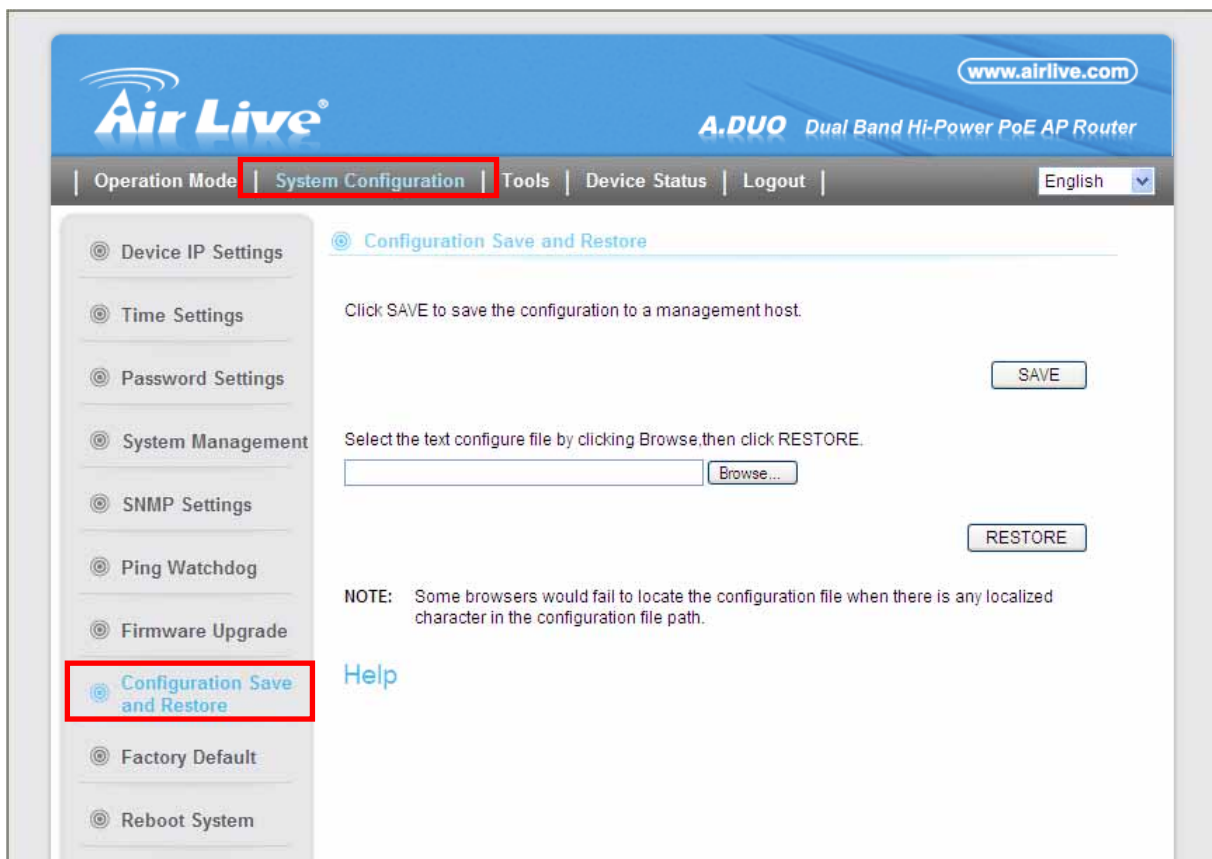 www.airlive.com
Air Live®
A.DUO Dual Band Hi-Power PoE AP Router
| Operation Mode | System Configuration | Tools | Device Status | Logout |
English
Device IP Settings
Time Settings
Password Settings
System Management
SNMP Settings
Ping Watchdog
Firmware Upgrade
Configuration Save
and Restore
Factory Default
Reboot System
Configuration Save and Restore
Click SAVE to save the configuration to a management host.
SAVE
Select the text configure file by clicking Browse,then click RESTORE.
Browse...
RESTORE
NOTE: Some browsers would fail to locate the configuration file when there is any localized
character in the configuration file path.
Help